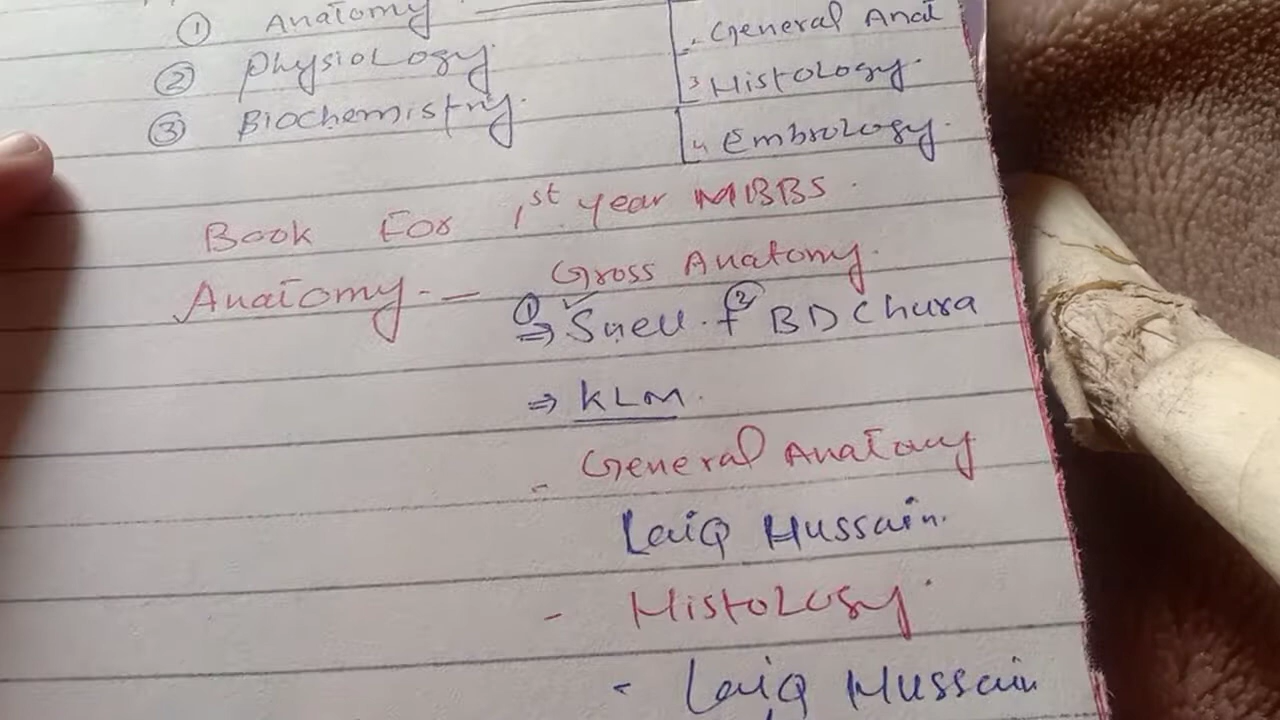 ① Anatomy
② Physiology
③ Biochemistry.
General Anat
3 Histology.
4 Embrology.
Book For 1st year MBBS.
Anatomy - Gross Anatomy.
① ⇒ Snell. + ② BD Chura
⇒ KLM.
- General Anatomy
Laiq Hussain.
- Histology.
- Laiq Hussain